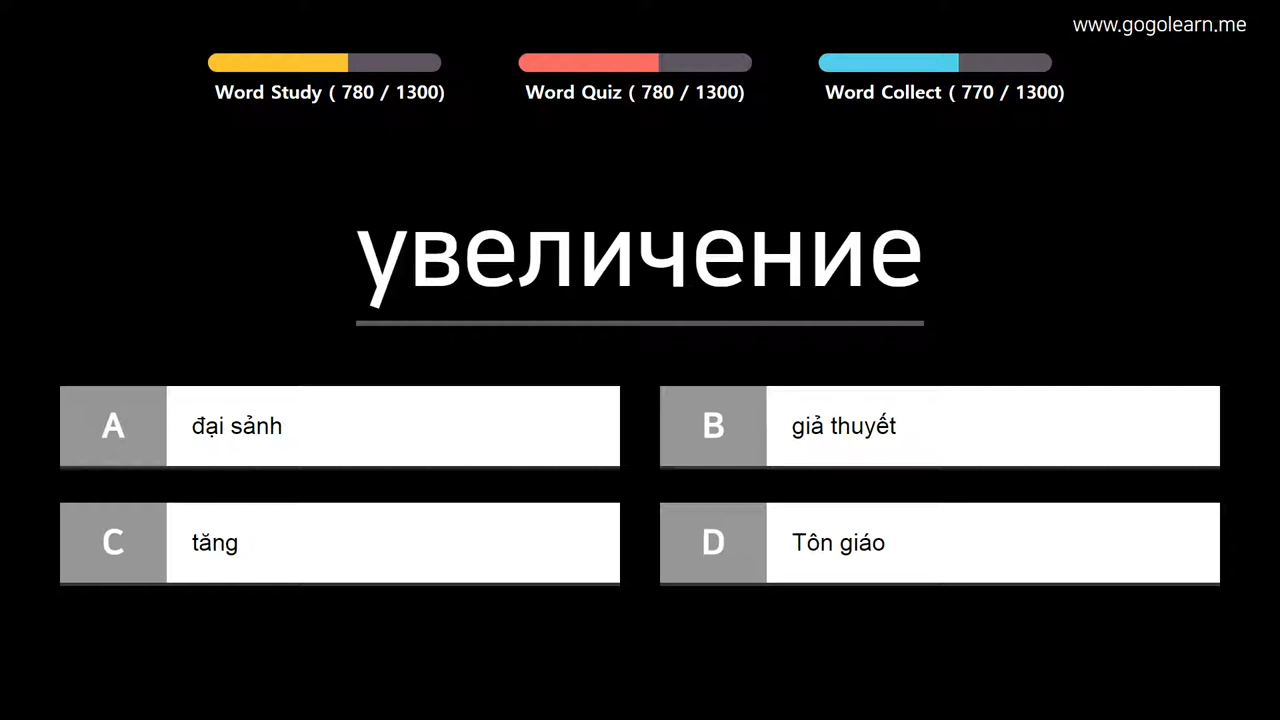 www.gogolearn.me
Word Study ( 780 / 1300)
Word Quiz ( 780 / 1300)
Word Collect ( 770 / 1300)
увеличение
A
đại sảnh
B
giả thuyết
C
tăng
D
Tôn giáo